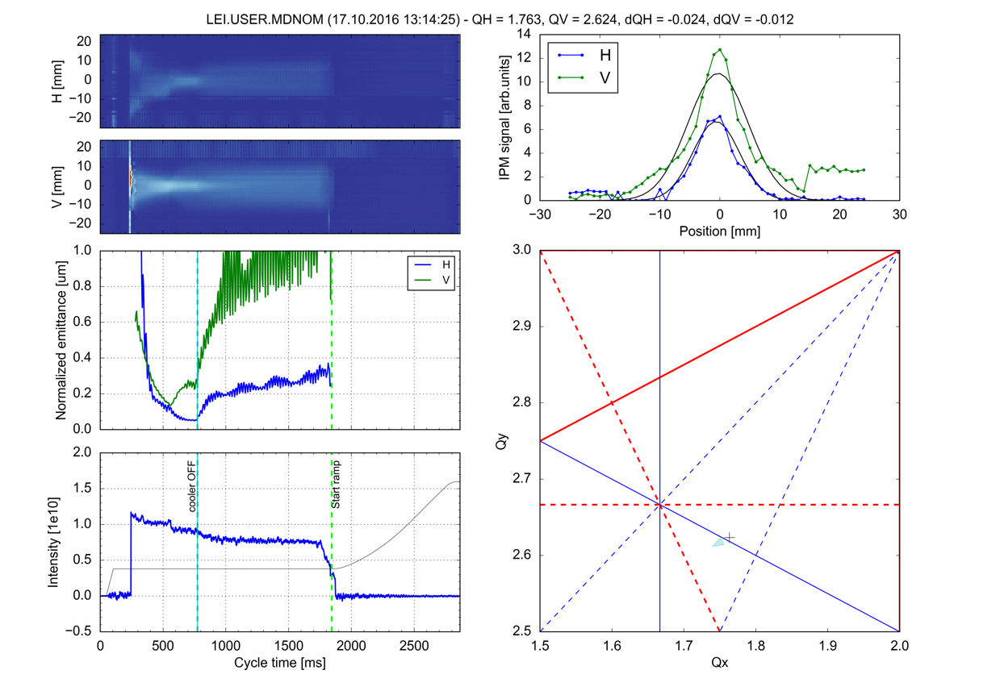 LEI.USER.MDNOM (17.10.2016 13:14:25) - QH = 1.763, QV = 2.624, dQH = -0.024, dQV = -0.012
H [mm]
20
10
0
−10
−20
V [mm]
20
10
0
−10
−20
Normalized emittance [um]
1.0
0.8
0.6
0.4
0.2
0.0
H
V
Intensity [1e10]
2.0
1.5
1.0
0.5
0.0
−0.5
cooler OFF
Start ramp
0 500 1000 1500 2000 2500
Cycle time [ms]
IPM signal [arb.units]
14
12
10
8
6
4
2
0
H
V
−30 −20 −10 0 10 20 30
Position [mm]
Qy
3.0
2.9
2.8
2.7
2.6
2.5
1.5 1.6 1.7 1.8 1.9 2.0
Qx